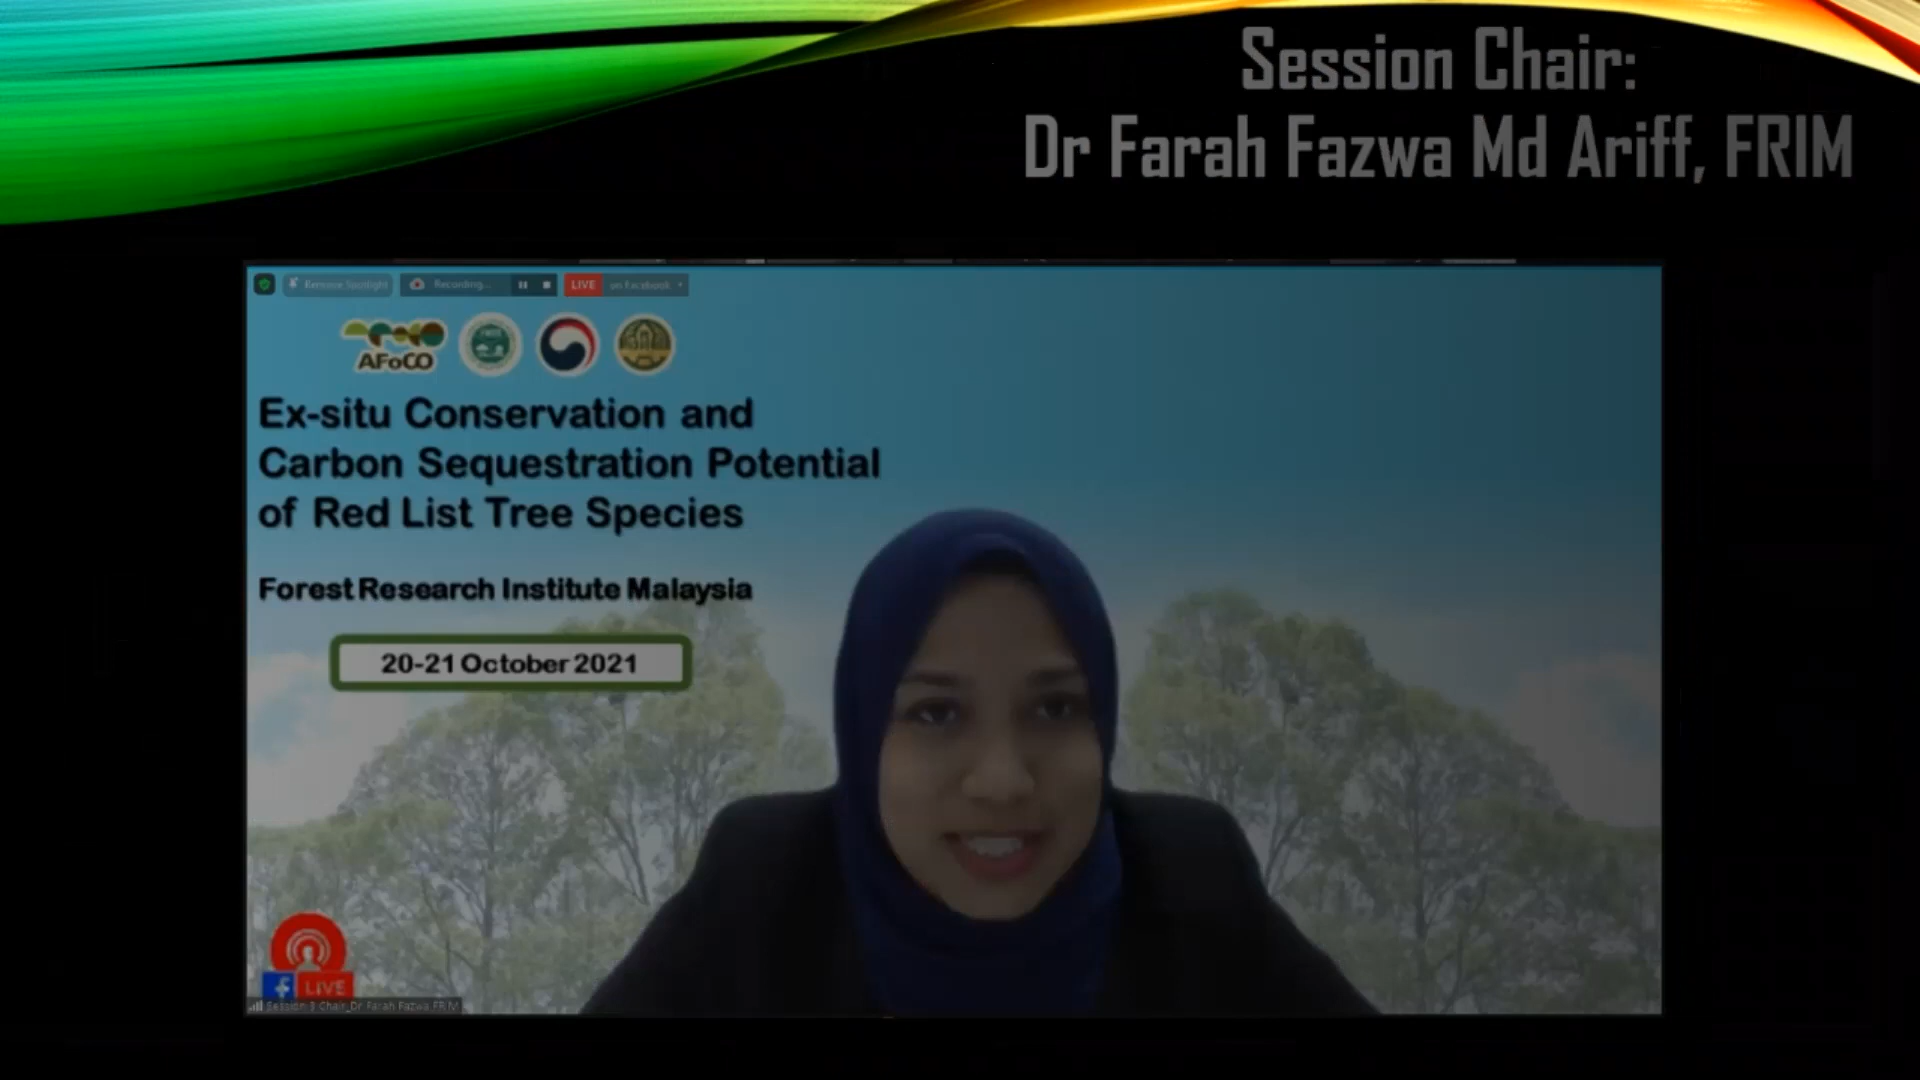 Session Chair:
Dr Farah Fazwa Md Ariff, FRIM
Remove Spotlight
Recording...
LIVE on Facebook
AFoCO
Ex-situ Conservation and
Carbon Sequestration Potential
of Red List Tree Species
Forest Research Institute Malaysia
20-21 October 2021
f LIVE
Session 3 Chair_Dr Farah Fazwa,FRIM